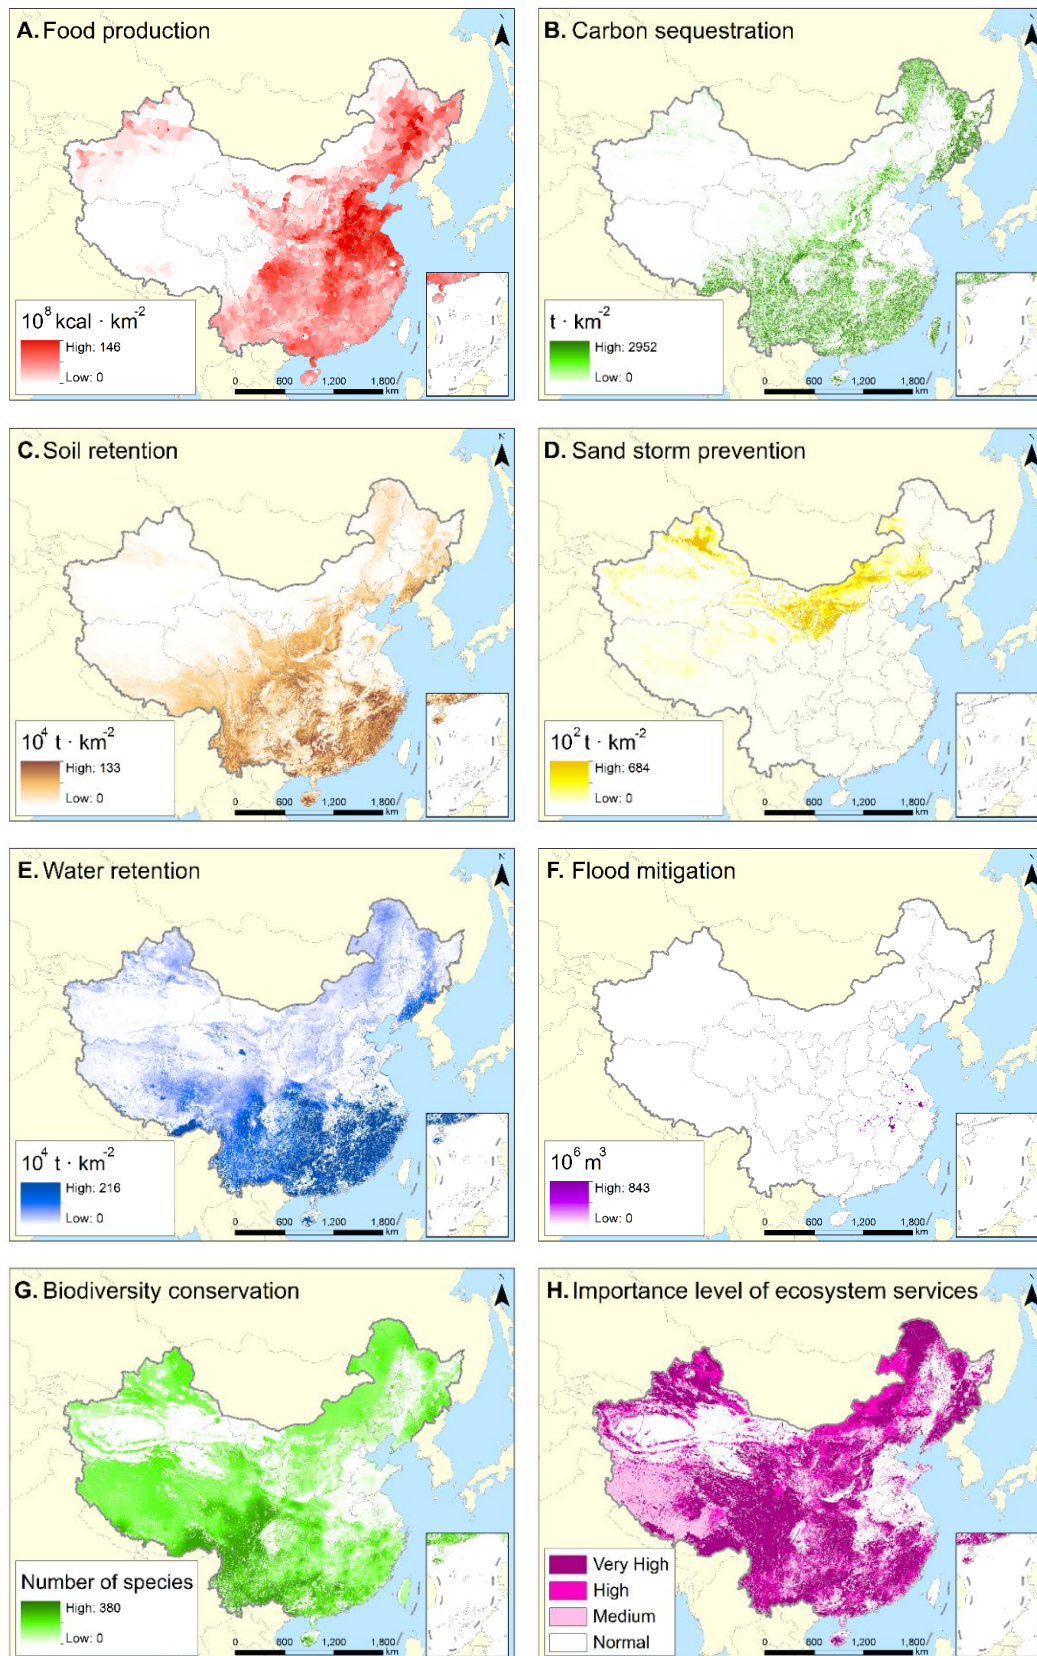 A. Food production
N
10⁸ kcal · km⁻²
High: 146
Low: 0
0 600 1,200 1,800
km
B. Carbon sequestration
N
t · km⁻²
High: 2952
Low: 0
0 600 1,200 1,800
km
C. Soil retention
N
10⁴ t · km⁻²
High: 133
Low: 0
0 600 1,200 1,800
km
D. Sand storm prevention
N
10² t · km⁻²
High: 684
Low: 0
0 600 1,200 1,800
km
E. Water retention
N
10⁴ t · km⁻²
High: 216
Low: 0
0 600 1,200 1,800
km
F. Flood mitigation
N
10⁶ m³
High: 843
Low: 0
0 600 1,200 1,800
km
G. Biodiversity conservation
N
Number of species
High: 380
Low: 0
0 600 1,200 1,800
km
H. Importance level of ecosystem services
N
Very High
High
Medium
Normal
0 600 1,200 1,800
km